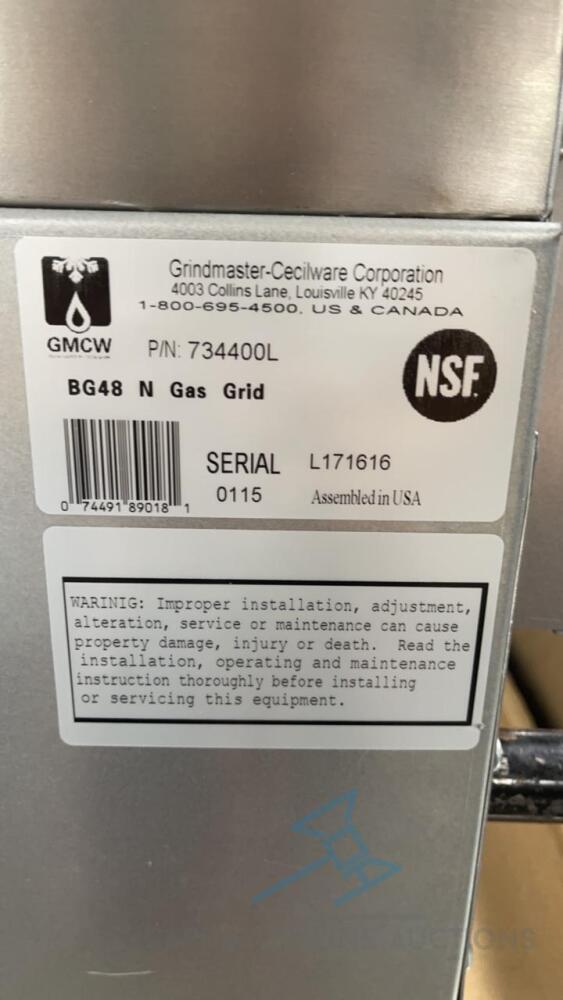 Grindmaster-Cecilware Corporation
4003 Collins Lane, Louisville KY 40245
1-800-695-4500, US & CANADA
GMCW
P/N: 734400L
NSF
BG48 N Gas Grid
SERIAL L171616
0115 Assembled in USA
0 74491 89018 1
WARINIG: Improper installation, adjustment,
alteration, service or maintenance can cause
property damage, injury or death. Read the
installation, operating and maintenance
instruction thoroughly before installing
or servicing this equipment.
AUCTIONS